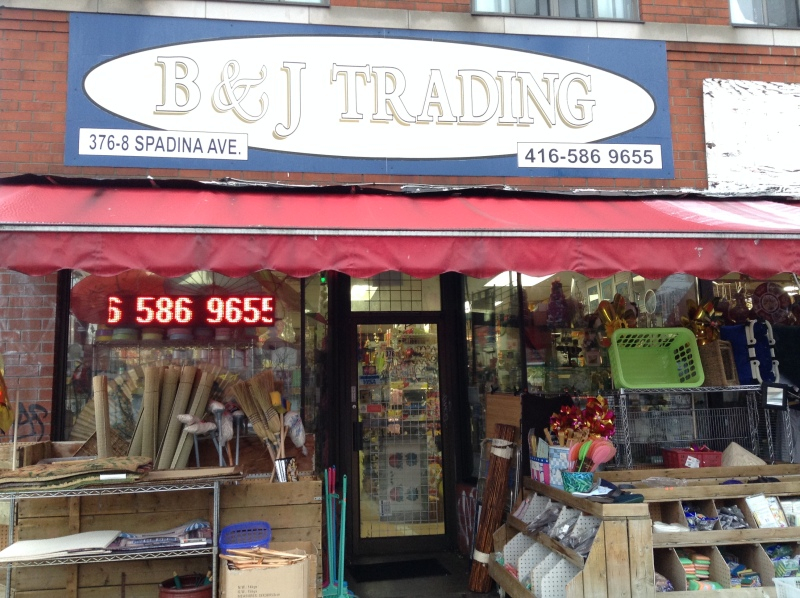 B & J TRADING
376-8 SPADINA AVE.
416-586 9655
6 586 9655